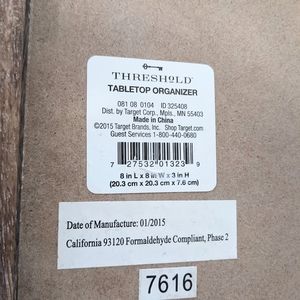 THRESHOLD
TABLETOP ORGANIZER
081 08 0104 ID 325408
Dist. by Target Corp., Mpls., MN 55403
Made in China
©2015 Target Brands, Inc. Shop Target.com
Guest Services 1-800-440-0680
7 27532 01323 9
8 in L x 8 in W x 3 in H
(20.3 cm x 20.3 cm x 7.6 cm)
Date of Manufacture: 01/2015
California 93120 Formaldehyde Compliant, Phase 2
7616